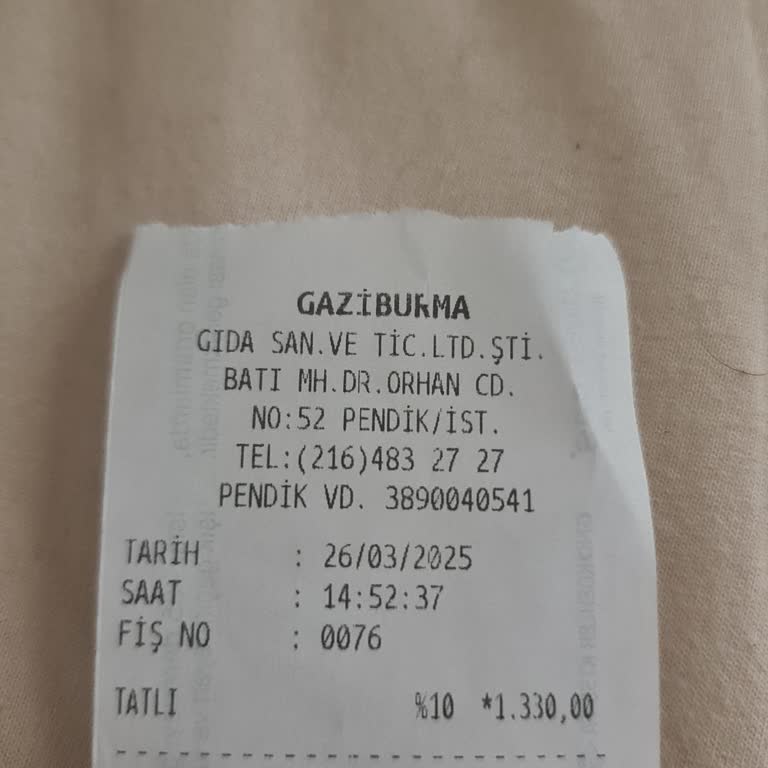 GAZİBURMA
GIDA SAN.VE TİC.LTD.ŞTİ.
BATI MH.DR.ORHAN CD.
NO:52 PENDİK/İST.
TEL:(216)483 27 27
PENDİK VD. 3890040541
TARİH : 26/03/2025
SAAT : 14:52:37
FİŞ NO : 0076
TATLI %10 *1.330,00